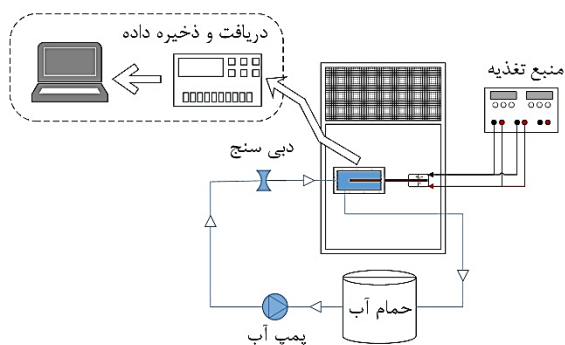 دریافت و ذخیره داده
منبع تغذیه
دبی سنج
حمام آب
پمپ آب